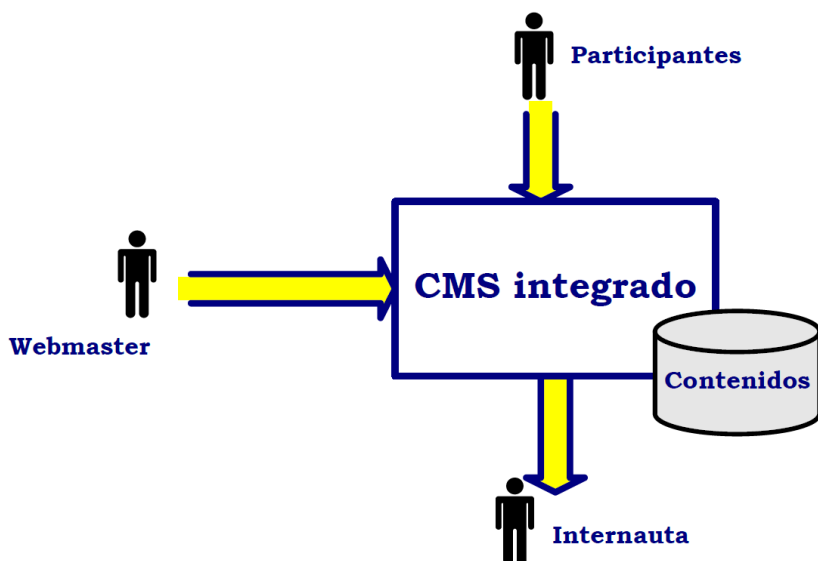 Participantes
CMS integrado
Webmaster
Contenidos
Internauta